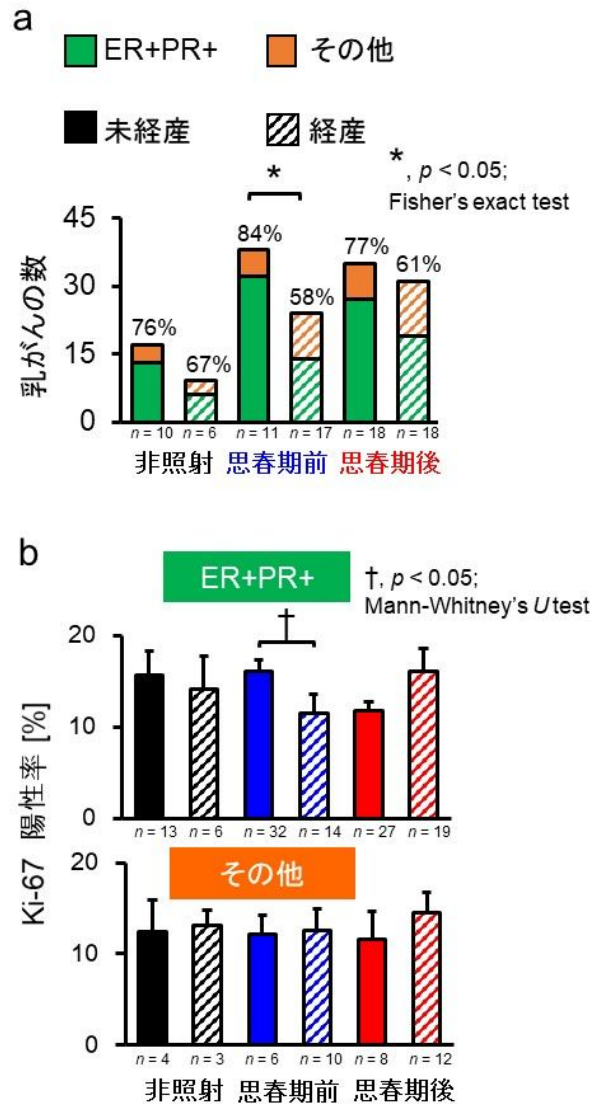 a
ER+PR+ その他
未経産 経産
*, p < 0.05;
Fisher's exact test
*
乳がんの数
45
30
15
0
76% 67% 84% 58% 77% 61%
n = 10 n = 6 n = 11 n = 17 n = 18 n = 18
非照射 思春期前 思春期後
b
ER+PR+
†, p < 0.05;
Mann-Whitney's U test
†
Ki-67 陽性率 [%]
20
10
0
n = 13 n = 6 n = 32 n = 14 n = 27 n = 19
その他
20
10
0
n = 4 n = 3 n = 6 n = 10 n = 8 n = 12
非照射 思春期前 思春期後